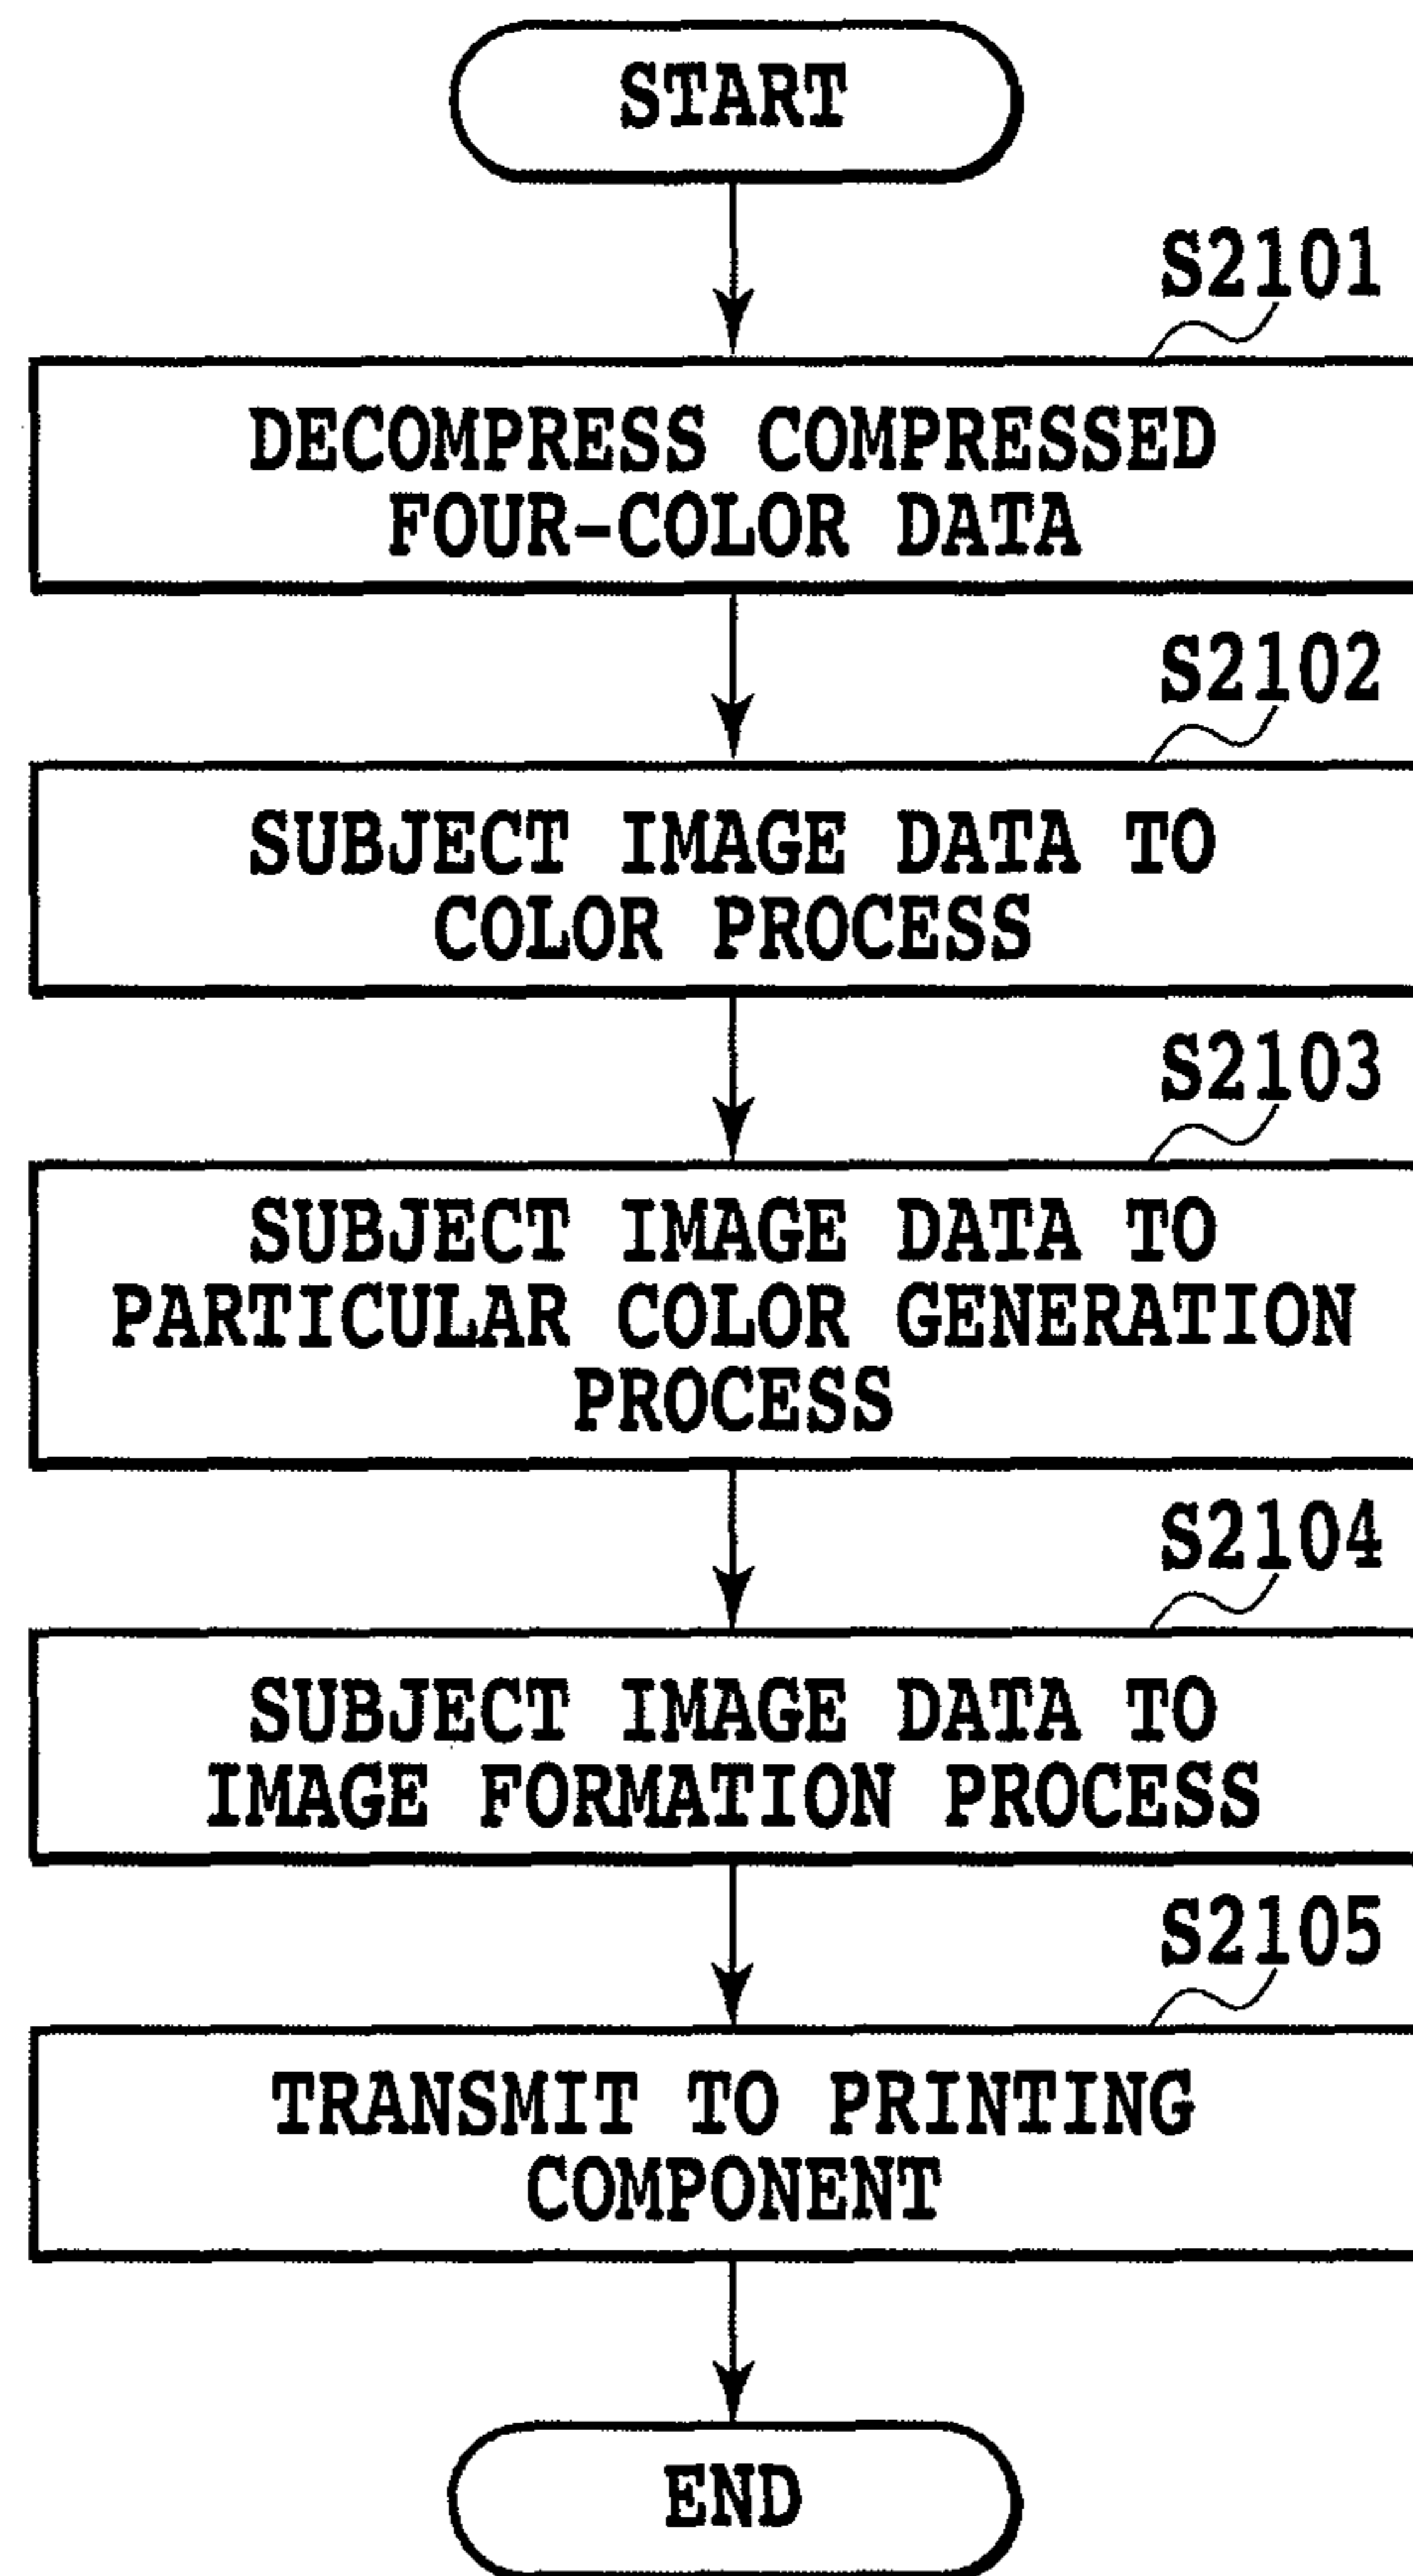 START
S2101
DECOMPRESS COMPRESSED
FOUR-COLOR DATA
S2102
SUBJECT IMAGE DATA TO
COLOR PROCESS
S2103
SUBJECT IMAGE DATA TO
PARTICULAR COLOR GENERATION
PROCESS
S2104
SUBJECT IMAGE DATA TO
IMAGE FORMATION PROCESS
S2105
TRANSMIT TO PRINTING
COMPONENT
END